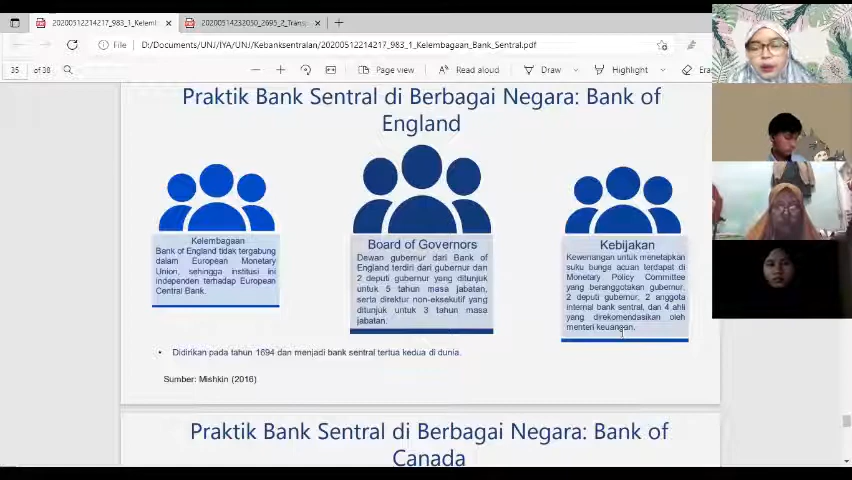 20200512214217_983_1_Kelemb
20200514232050_2695_2_Trans
File
D:/Documents/UNJ/IYA/UNJ/Kebanksentralan/20200512214217_983_1_Kelembagaan_Bank_Sentral.pdf
35 of 38
Page view
Read aloud
Draw
Highlight
Eras
Praktik Bank Sentral di Berbagai Negara: Bank of
England
Kelembagaan
Bank of England tidak tergabung
dalam European Monetary
Union, sehingga institusi ini
independen terhadap European
Central Bank.
Board of Governors
Dewan gubernur dari Bank of
England terdiri dari gubernur dan
2 deputi gubernur yang ditunjuk
untuk 5 tahun masa jabatan,
serta direktur non-eksekutif yang
ditunjuk untuk 3 tahun masa
jabatan.
Kebijakan
Kewenangan untuk menetapkan
suku bunga acuan terdapat di
Monetary Policy Committee
yang beranggotakan gubernur,
2 deputi gubernur, 2 anggota
internal bank sentral, dan 4 ahli
yang direkomendasikan oleh
menteri keuangan.
• Didirikan pada tahun 1694 dan menjadi bank sentral tertua kedua di dunia.
Sumber: Mishkin (2016)
Praktik Bank Sentral di Berbagai Negara: Bank of
Canada